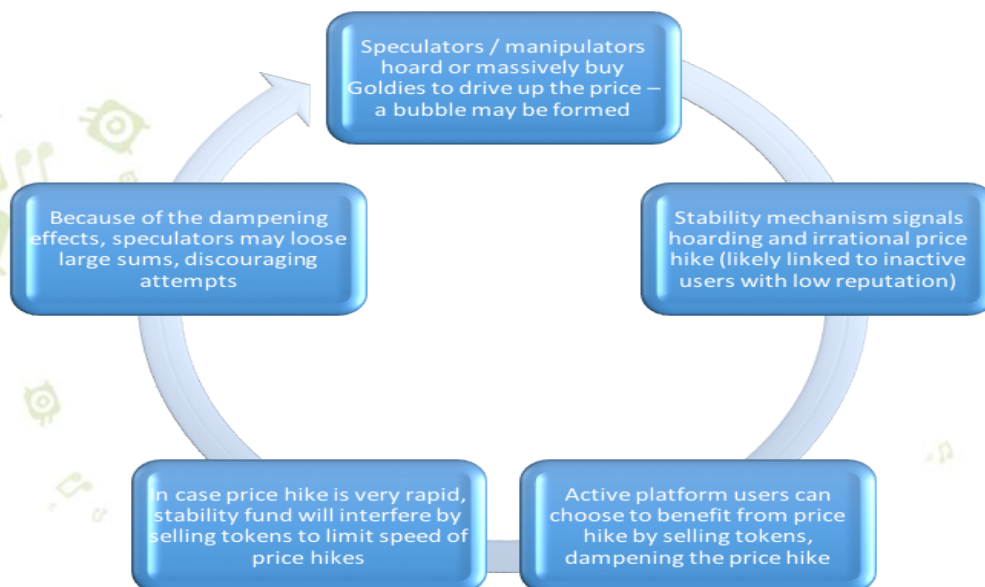 Speculators / manipulators
hoard or massively buy
Goldies to drive up the price –
a bubble may be formed
Stability mechanism signals
hoarding and irrational price
hike (likely linked to inactive
users with low reputation)
Active platform users can
choose to benefit from price
hike by selling tokens,
dampening the price hike
In case price hike is very rapid,
stability fund will interfere by
selling tokens to limit speed of
price hikes
Because of the dampening
effects, speculators may loose
large sums, discouraging
attempts